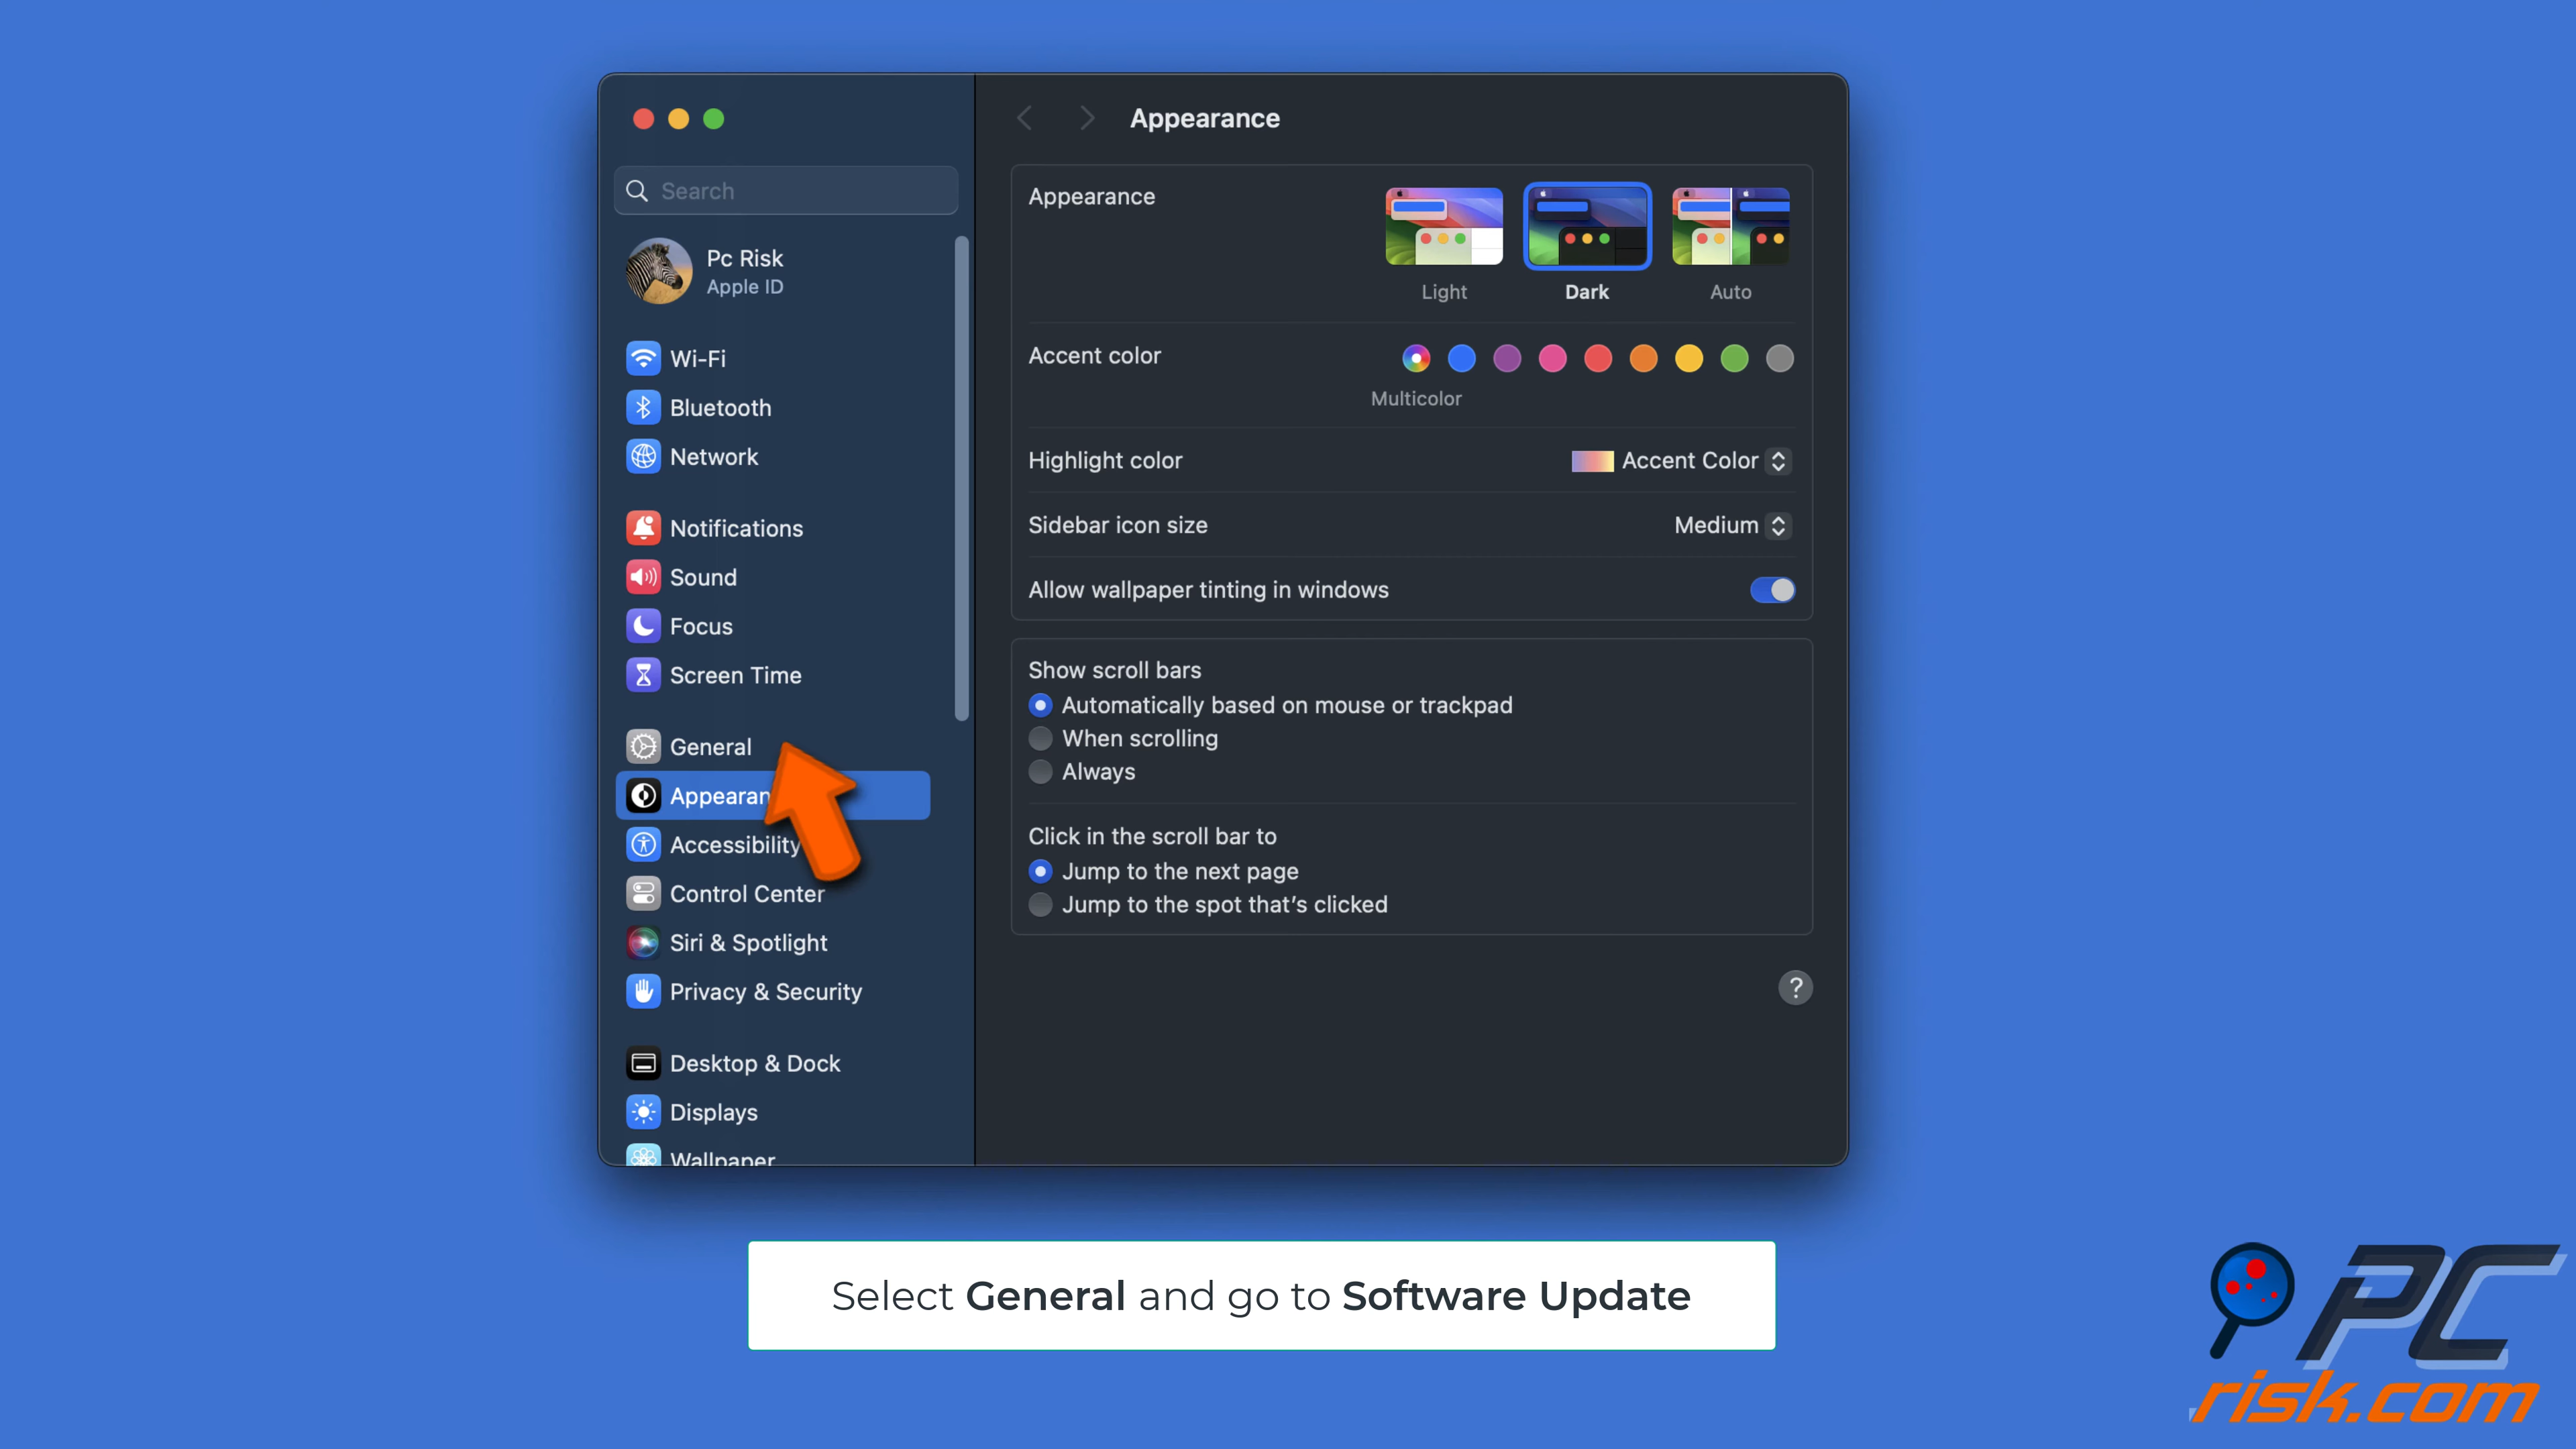 Search
Pc Risk
Apple ID
Wi-Fi
Bluetooth
Network
Notifications
Sound
Focus
Screen Time
General
Appearan
Accessibility
Control Center
Siri & Spotlight
Privacy & Security
Desktop & Dock
Displays
Wallpaper
Appearance
Appearance
Light Dark Auto
Accent color
Multicolor
Highlight color Accent Color
Sidebar icon size Medium
Allow wallpaper tinting in windows
Show scroll bars
Automatically based on mouse or trackpad
When scrolling
Always
Click in the scroll bar to
Jump to the next page
Jump to the spot that’s clicked
?
Select General and go to Software Update
PC
risk.com